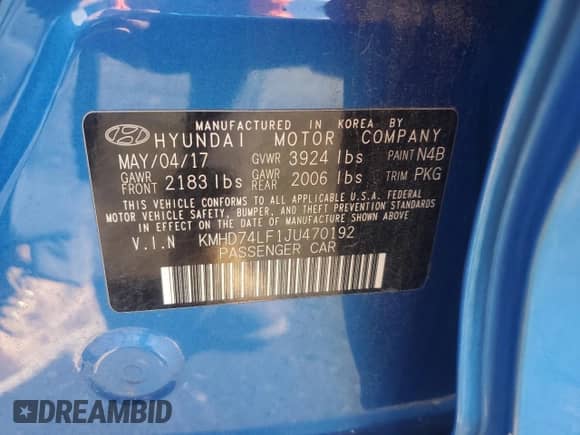 MANUFACTURED IN KOREA BY
HYUNDAI MOTOR COMPANY
MAY/04/17 GVWR 3924 lbs PAINT N4B
GAWR FRONT 2183 lbs GAWR REAR 2006 lbs TRIM PKG
THIS VEHICLE CONFORMS TO ALL APPLICABLE U.S.A. FEDERAL
MOTOR VEHICLE SAFETY, BUMPER, AND THEFT PREVENTION STANDARDS
IN EFFECT ON THE DATE OF MANUFACTURE SHOWN ABOVE.
V.I.N KMHD74LF1JU470192
PASSENGER CAR
DREAMBID